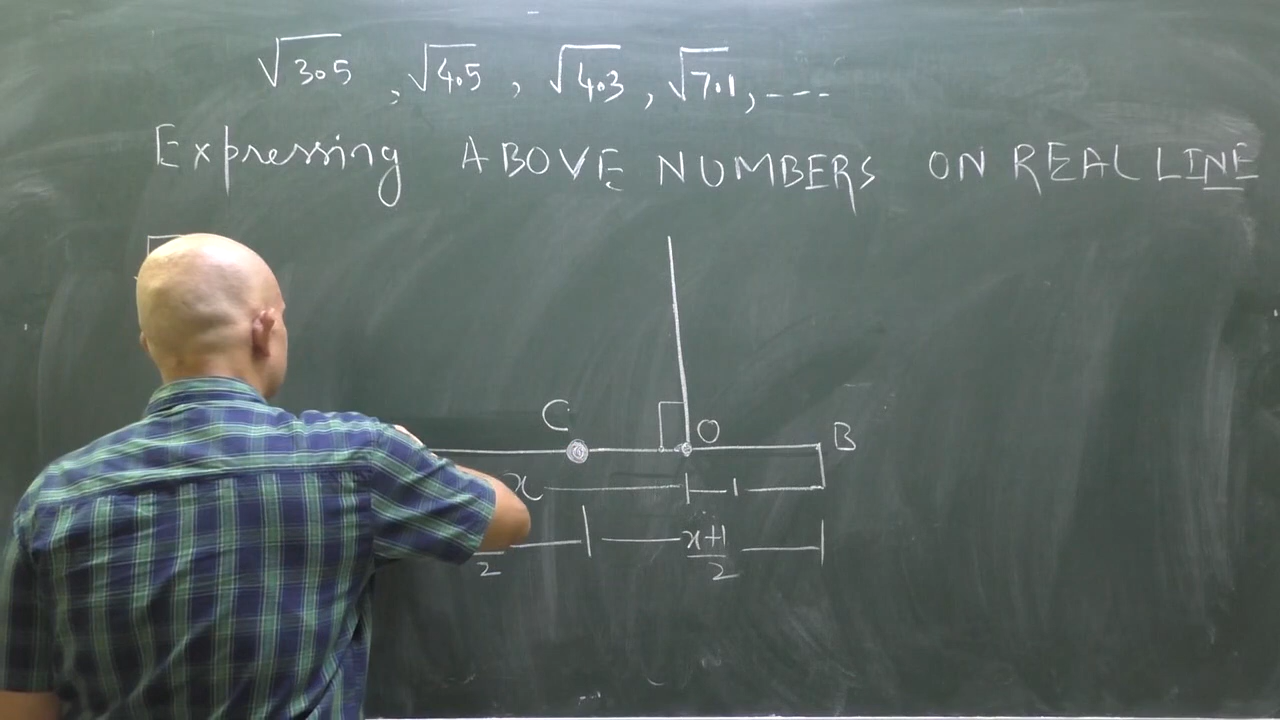 √3.5 , √4.5 , √4.3 , √7.1 , ---
Expressing ABOVE NUMBERS ON REAL LINE
C O B
x 1
2 x+1/2